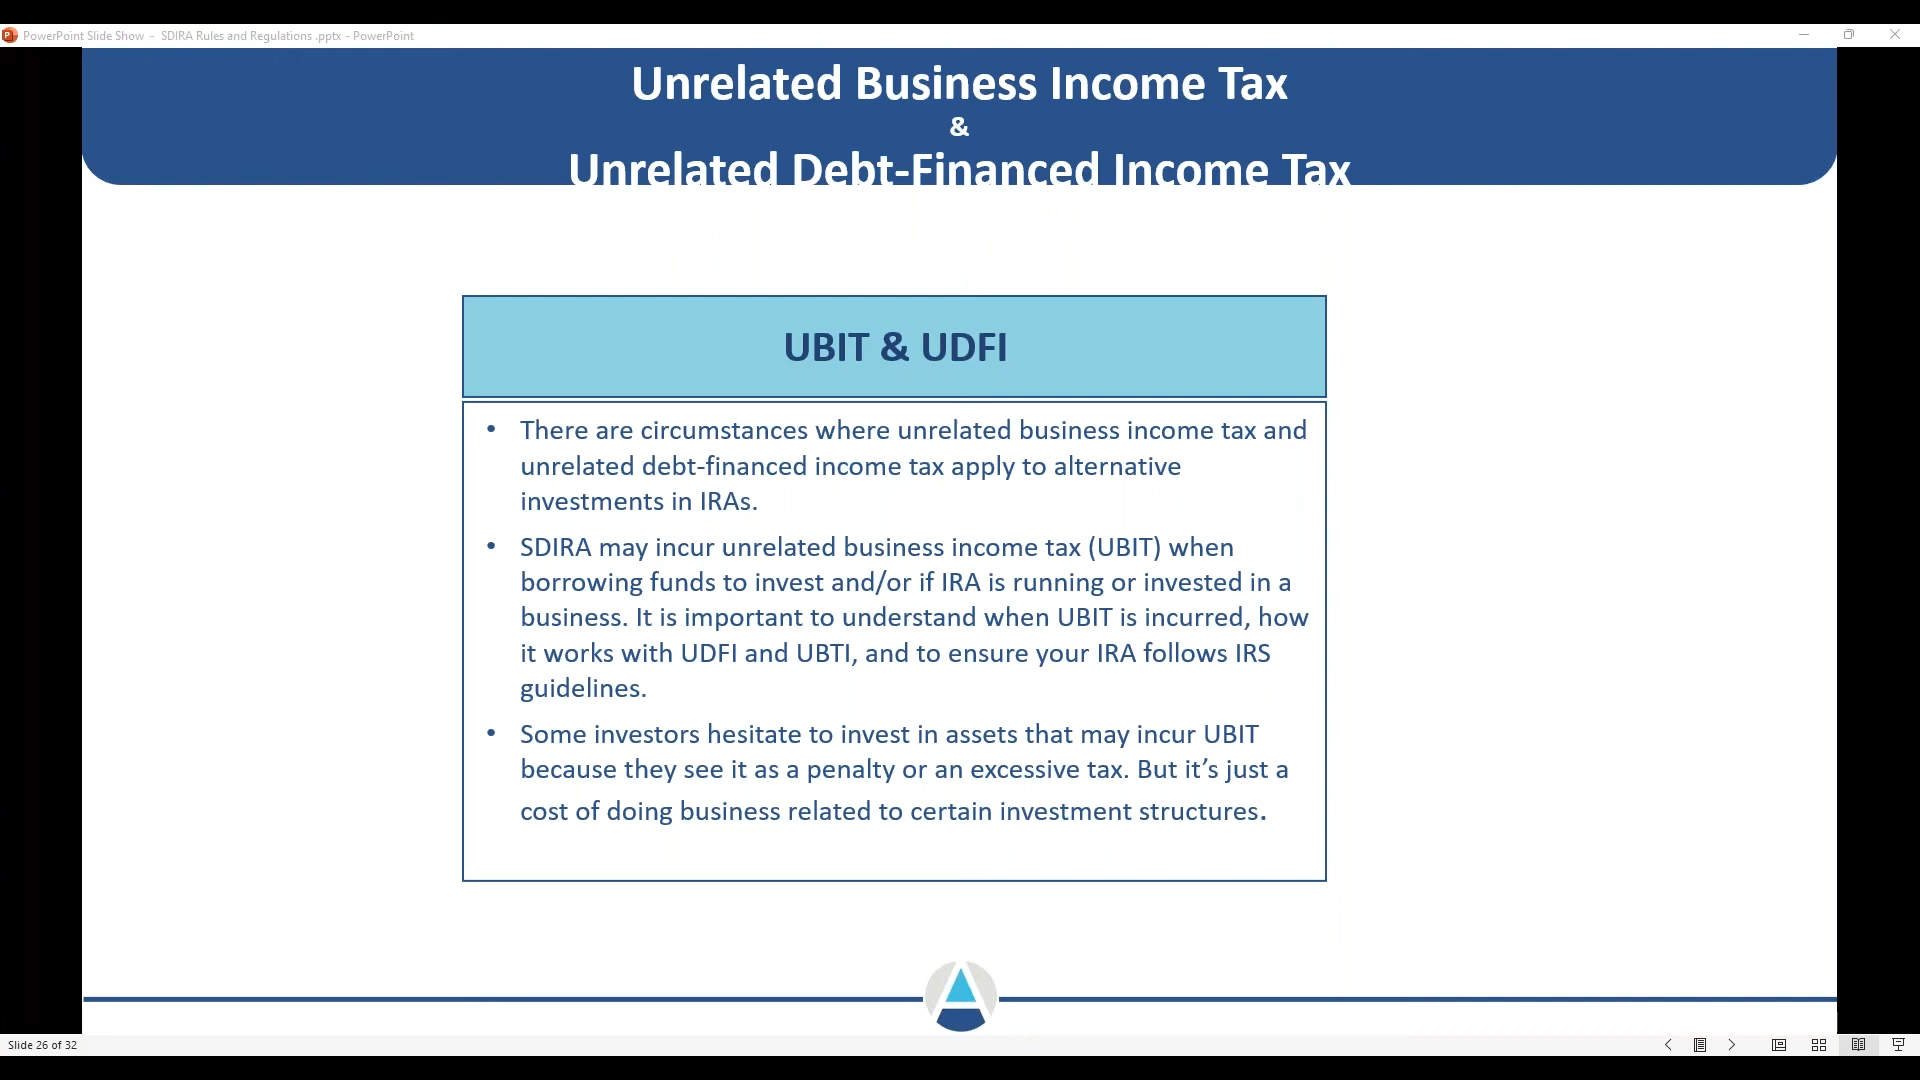 PowerPoint Slide Show - SDIRA Rules and Regulations .pptx - PowerPoint
Unrelated Business Income Tax
&
Unrelated Debt-Financed Income Tax
UBIT & UDFI
• There are circumstances where unrelated business income tax and
unrelated debt-financed income tax apply to alternative
investments in IRAs.
• SDIRA may incur unrelated business income tax (UBIT) when
borrowing funds to invest and/or if IRA is running or invested in a
business. It is important to understand when UBIT is incurred, how
it works with UDFI and UBTI, and to ensure your IRA follows IRS
guidelines.
• Some investors hesitate to invest in assets that may incur UBIT
because they see it as a penalty or an excessive tax. But it’s just a
cost of doing business related to certain investment structures.
Slide 26 of 32